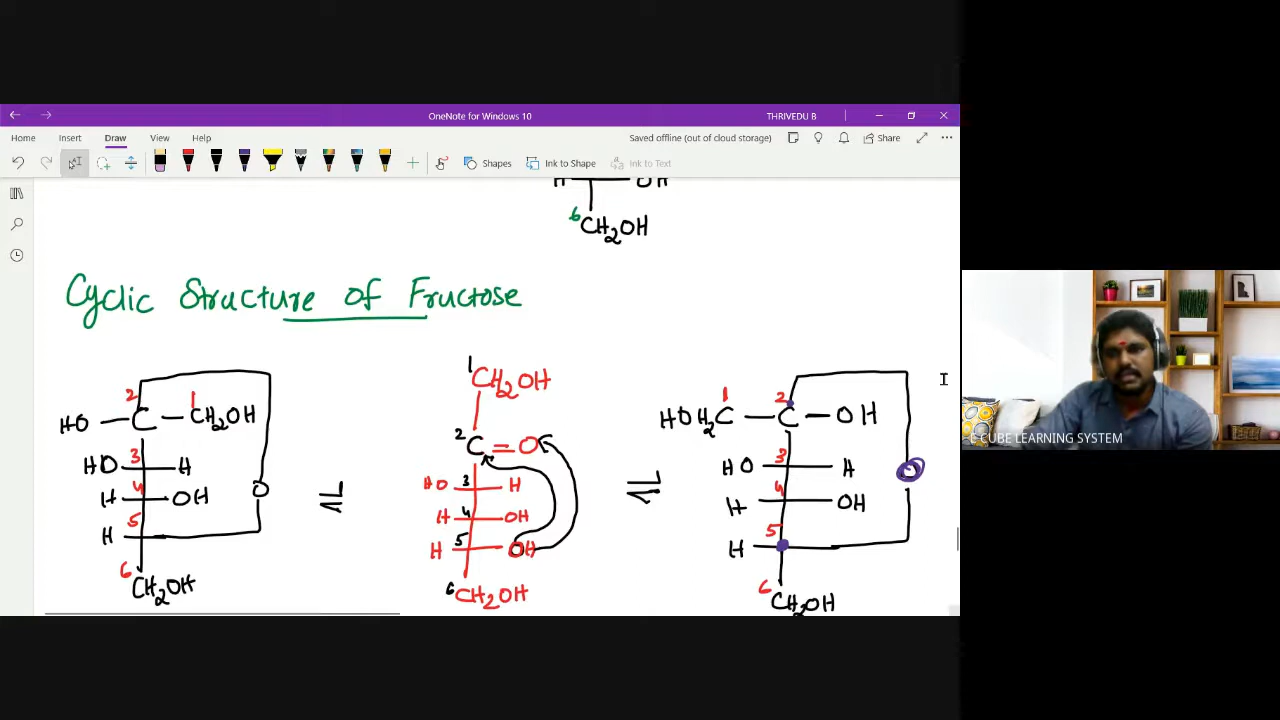 OneNote for Windows 10
THRIVEDU B
Home Insert Draw View Help
Saved offline (out of cloud storage)
Share
Shapes
Ink to Shape
Ink to Text
H OH
6 CH2OH
Cyclic Structure of Fructose
2 1
HO C CH2OH
3
HO H
4
H OH
5
H
O
6
CH2OH
⇌
1
CH2OH
2
C = O
HO 3 H
H 4 OH
H 5 OH
6 CH2OH
⇌
1 2
HOH2C C OH
3
HO H
4
H OH
5
H
O
6
CH2OH
C CUBE LEARNING SYSTEM